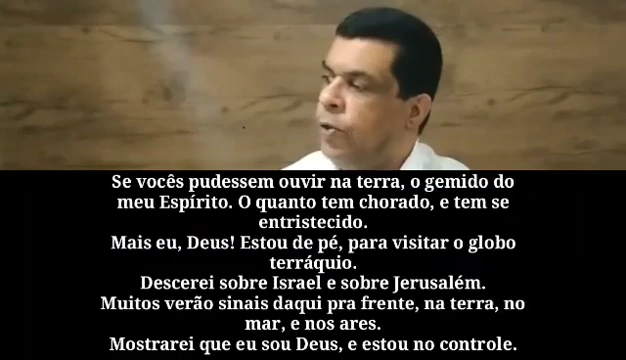 Se vocês pudessem ouvir na terra, o gemido do
meu Espírito. O quanto tem chorado, e tem se
entristecido.
Mais eu, Deus! Estou de pé, para visitar o globo
terráquio.
Descerei sobre Israel e sobre Jerusalém.
Muitos verão sinais daqui pra frente, na terra, no
mar, e nos ares.
Mostrarei que eu sou Deus, e estou no controle.